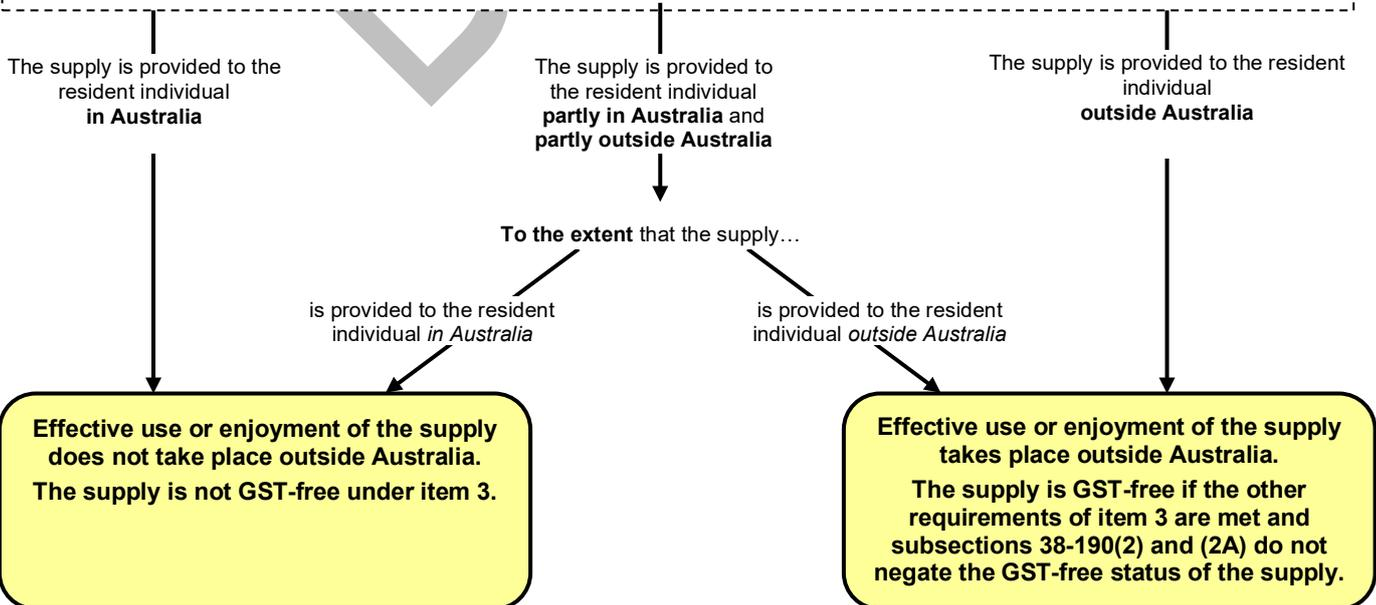 The supply is provided to the
resident individual
in Australia
The supply is provided to
the resident individual
partly in Australia and
partly outside Australia
The supply is provided to the resident
individual
outside Australia
To the extent that the supply…
is provided to the resident
individual in Australia
is provided to the resident
individual outside Australia
Effective use or enjoyment of the supply
does not take place outside Australia.
The supply is not GST-free under item 3.
Effective use or enjoyment of the supply
takes place outside Australia.
The supply is GST-free if the other
requirements of item 3 are met and
subsections 38-190(2) and (2A) do not
negate the GST-free status of the supply.